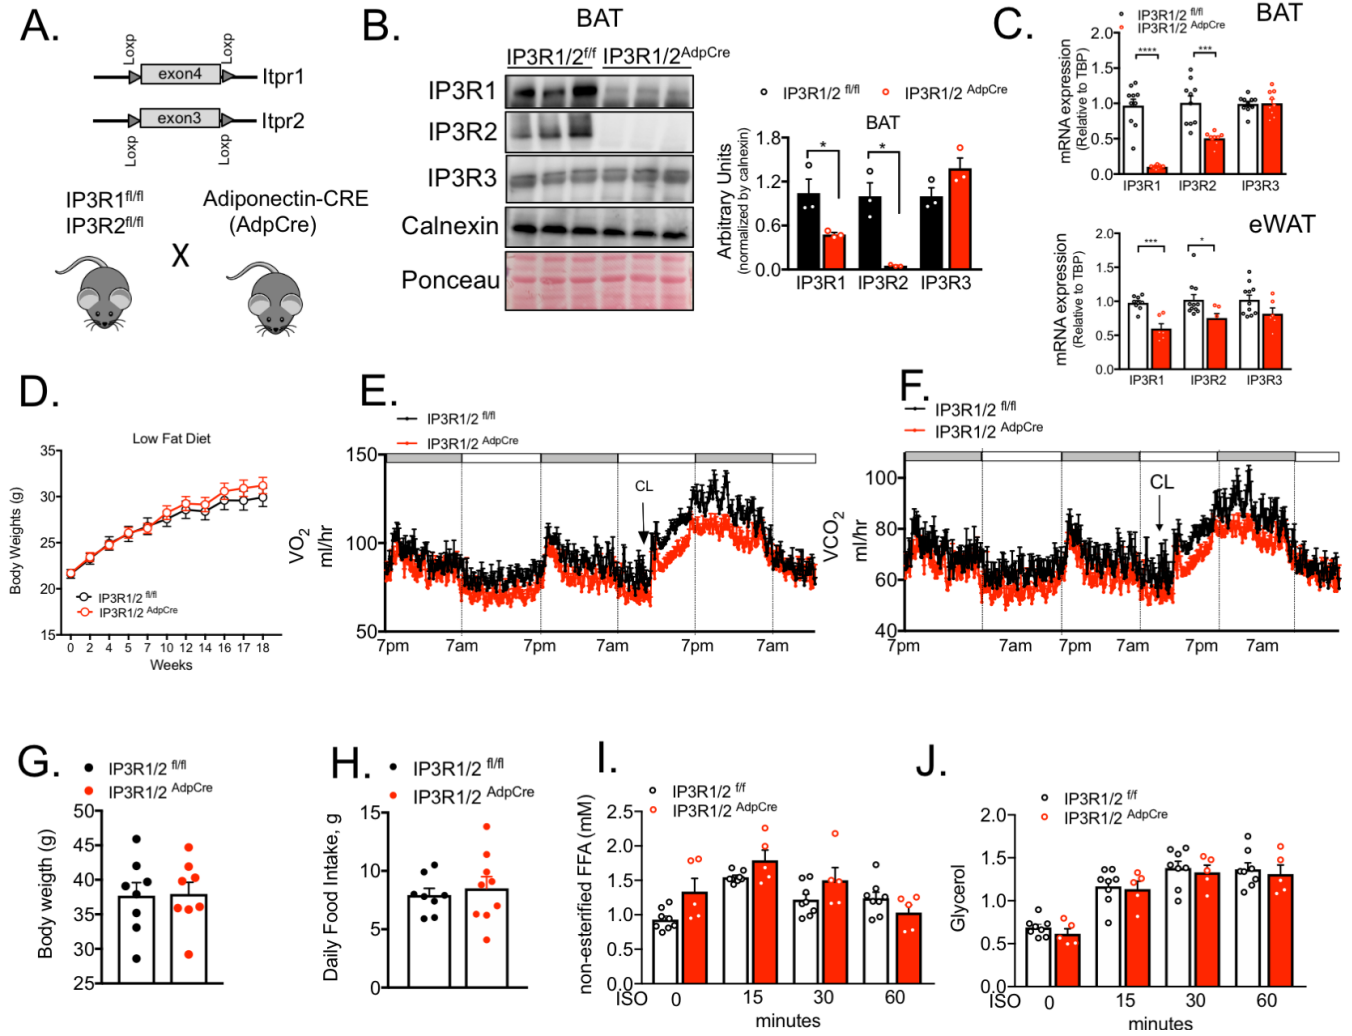 A.
Loxp
Loxp
exon4
Itpr1
exon3
Itpr2
Loxp
Loxp
IP3R1fl/fl
IP3R2fl/fl
X
Adiponectin-CRE
(AdpCre)
B.
BAT
IP3R1/2f/f
IP3R1/2AdpCre
IP3R1
IP3R2
IP3R3
Calnexin
Ponceau
IP3R1/2 fl/fl
IP3R1/2 AdpCre
BAT
Arbitrary Units
(normalized by calnexin)
1.8
1.2
0.6
0.0
*
*
IP3R1 IP3R2 IP3R3
C.
IP3R1/2 fl/fl
IP3R1/2 AdpCre
BAT
mRNA expression
(Relative to TBP)
2.0
1.5
1.0
0.5
0.0
****
***
IP3R1 IP3R2 IP3R3
eWAT
mRNA expression
(Relative to TBP)
2.0
1.5
1.0
0.5
0.0
***
*
IP3R1 IP3R2 IP3R3
D.
Low Fat Diet
Body Weights (g)
35
30
25
20
15
IP3R1/2 fl/fl
IP3R1/2 AdpCre
0 2 4 5 7 10 12 14 16 17 18
Weeks
E.
IP3R1/2 fl/fl
IP3R1/2 AdpCre
VO2
ml/hr
150
100
50
CL
7pm 7am 7pm 7am 7pm 7am
F.
IP3R1/2 fl/fl
IP3R1/2 AdpCre
VCO2
ml/hr
100
80
60
40
CL
7pm 7am 7pm 7am 7pm 7am
G.
IP3R1/2 fl/fl
IP3R1/2 AdpCre
Body weigth (g)
50
45
40
35
30
25
H.
IP3R1/2 fl/fl
IP3R1/2 AdpCre
Daily Food Intake, g
15
10
5
0
I.
IP3R1/2 f/f
IP3R1/2 AdpCre
non-esterified FFA (mM)
2.5
2.0
1.5
1.0
0.5
0.0
ISO 0 15 30 60
minutes
J.
IP3R1/2 f/f
IP3R1/2 AdpCre
Glycerol
2.0
1.5
1.0
0.5
0.0
ISO 0 15 30 60
minutes